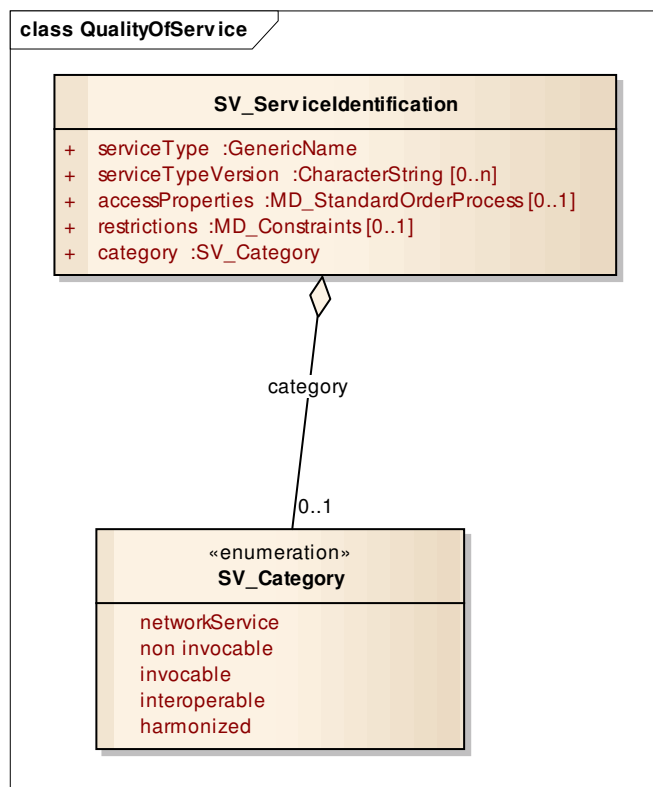 class QualityOfService
SV_ServiceIdentification
+ serviceType :GenericName
+ serviceTypeVersion :CharacterString [0..n]
+ accessProperties :MD_StandardOrderProcess [0..1]
+ restrictions :MD_Constraints [0..1]
+ category :SV_Category
category
0..1
«enumeration»
SV_Category
networkService
non invocable
invocable
interoperable
harmonized